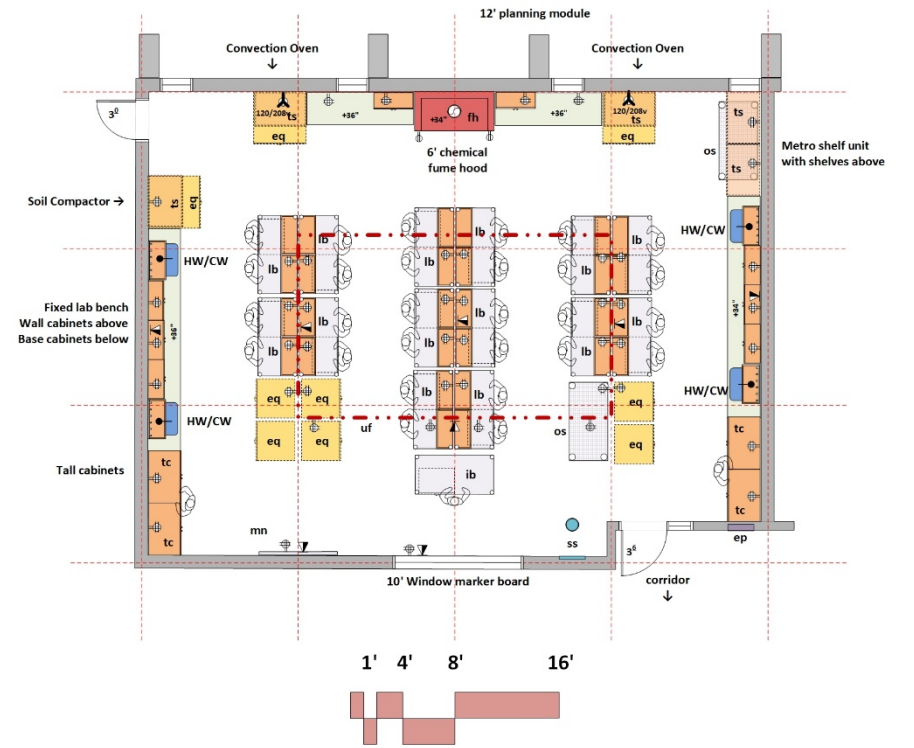 12' planning module
Convection Oven
↓
Convection Oven
↓
3⁰
120/208v
ts
+36"
+34"
fh
+36"
120/208v
ts
ts
eq
eq
os
ts
6' chemical
fume hood
Metro shelf unit
with shelves above
Soil Compactor →
ts
eq
HW/CW
HW/CW
lb
lb
lb
lb
lb
lb
lb
lb
lb
Fixed lab bench
Wall cabinets above
Base cabinets below
+36"
+34"
lb
lb
lb
lb
lb
lb
lb
lb
lb
lb
HW/CW
eq
eq
lb
lb
eq
HW/CW
uf
os
eq
eq
eq
tc
Tall cabinets
tc
ib
tc
tc
mn
ss
3⁶
ep
10' Window marker board
corridor
↓
1' 4' 8' 16'